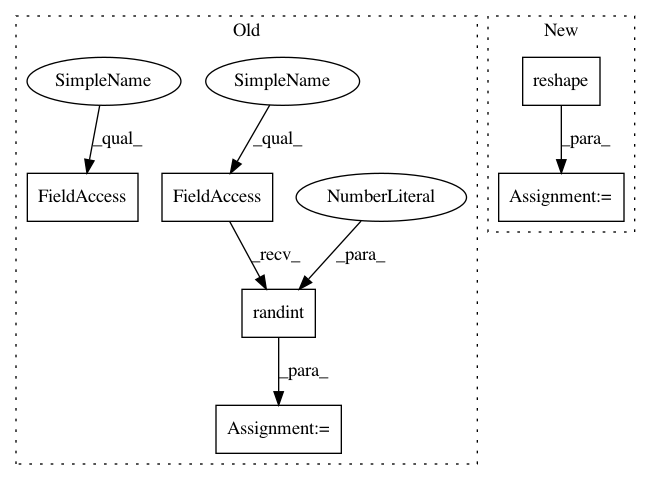 Old
New
SimpleName
SimpleName
reshape
_qual_
_qual_
_para_
FieldAccess
FieldAccess
NumberLiteral
Assignment:=
_recv_
_para_
randint
_para_
Assignment:=